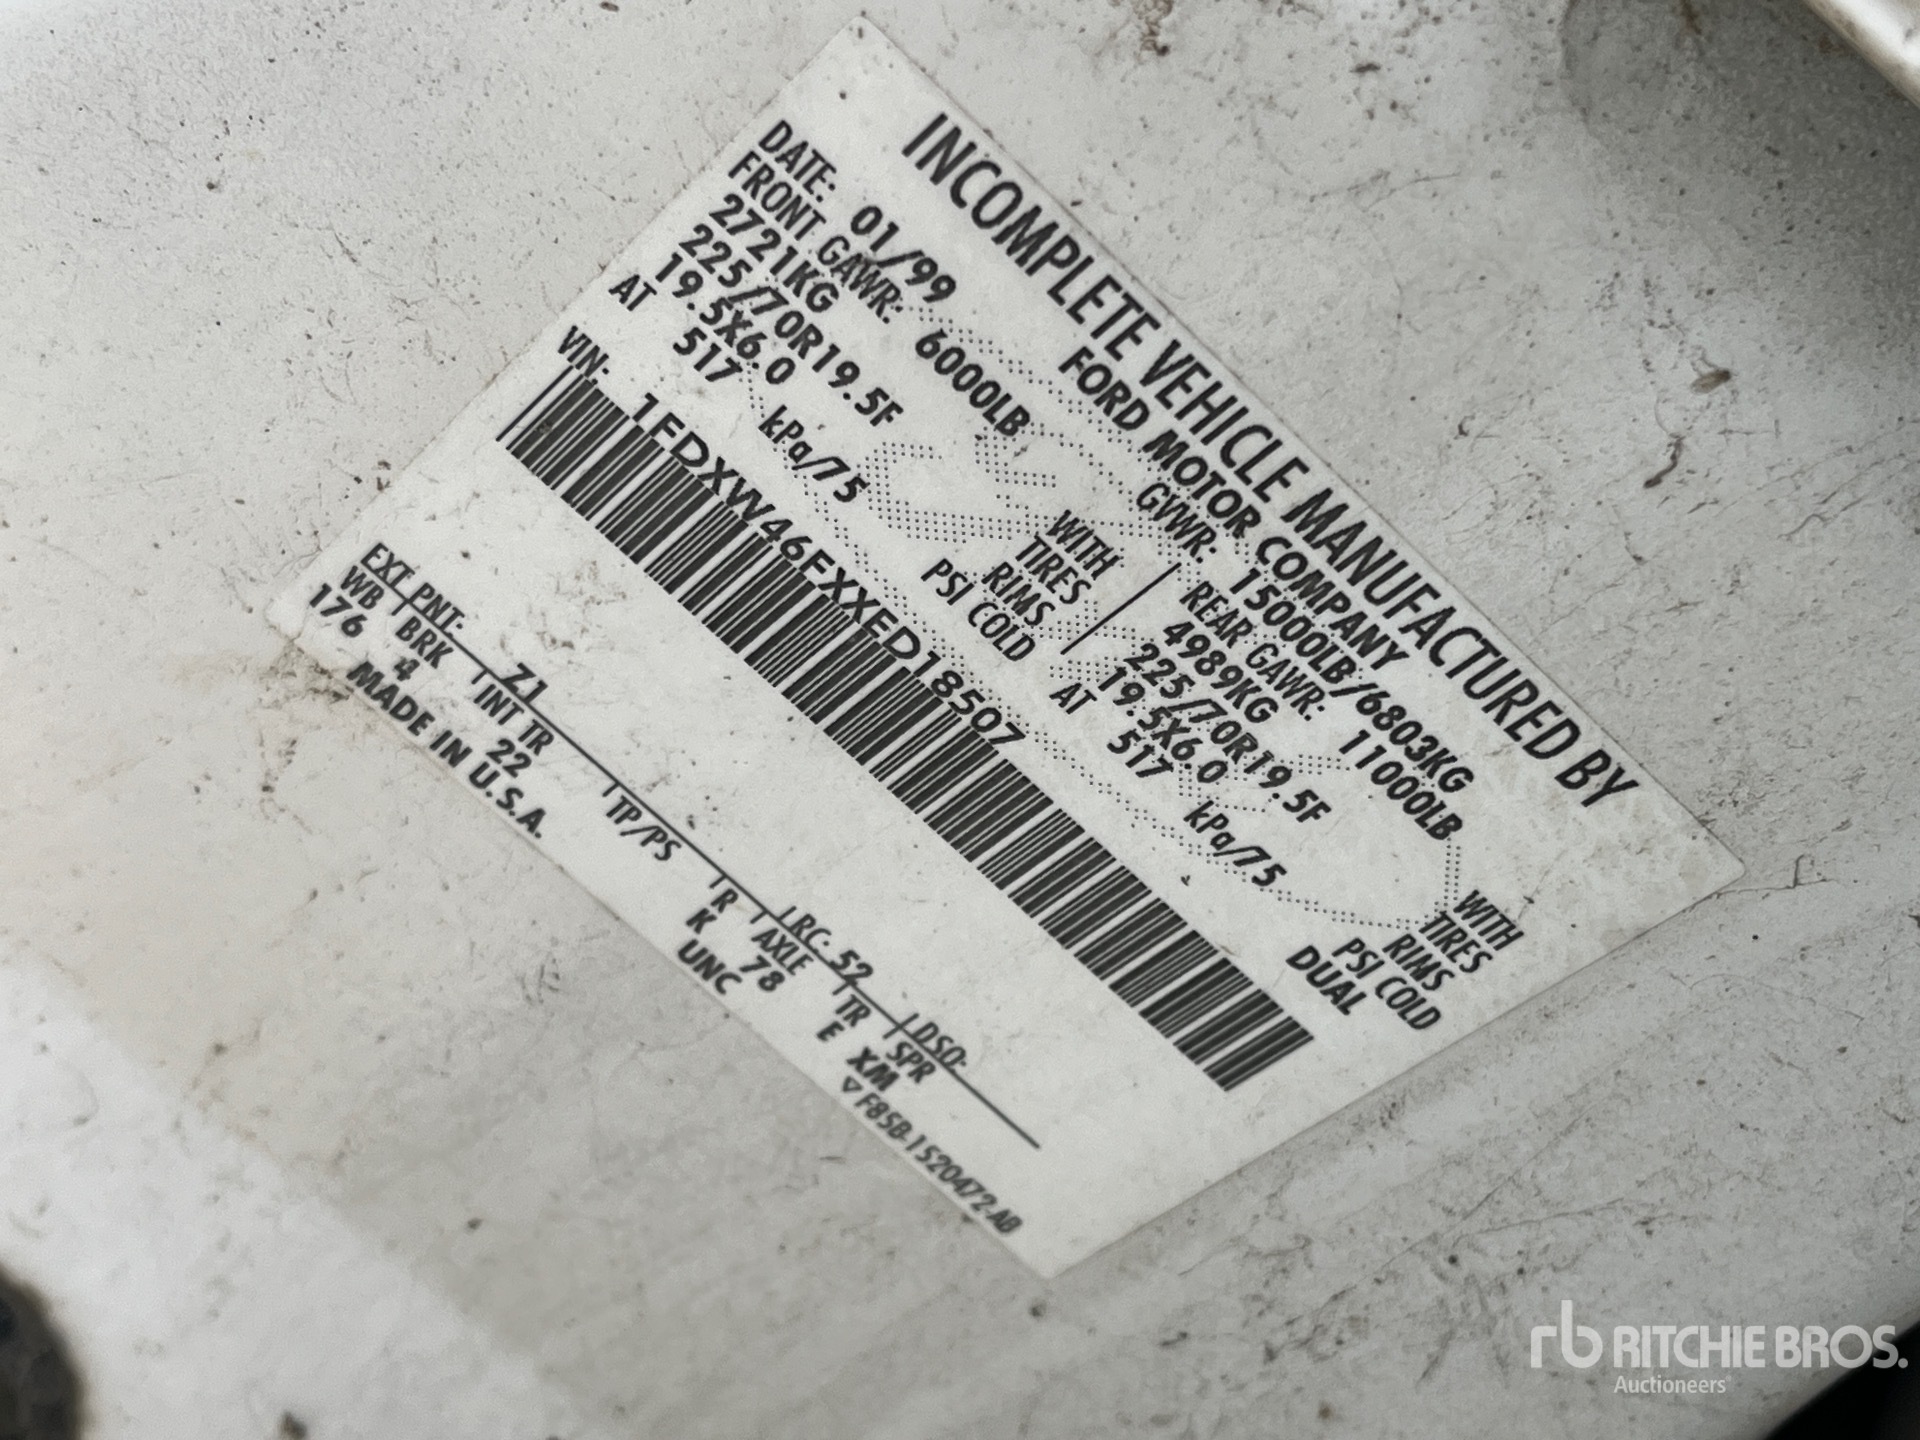 INCOMPLETE VEHICLE MANUFACTURED BY
FORD MOTOR COMPANY
DATE: 01/99 GVWR: 15000LB/6803KG
FRONT GAWR: 6000LB REAR GAWR: 11000LB
2721KG WITH 4989KG WITH
225/70R19.5F TIRES 225/70R19.5F TIRES
19.5X6.0 RIMS 19.5X6.0 RIMS
AT 517 kPa/75 PSI COLD AT 517 kPa/75 PSI COLD
DUAL
VIN: 1FDXW46FXXED18507
EXT PNT: Z1 RC: 52 DSO:
WB BRK INT TR TP/PS R AXLE TR SPR
176 4 22 K 78 E XM
MADE IN U.S.A. UNC ▽F85B-1520472-AB
rb RITCHIE BROS.
Auctioneers